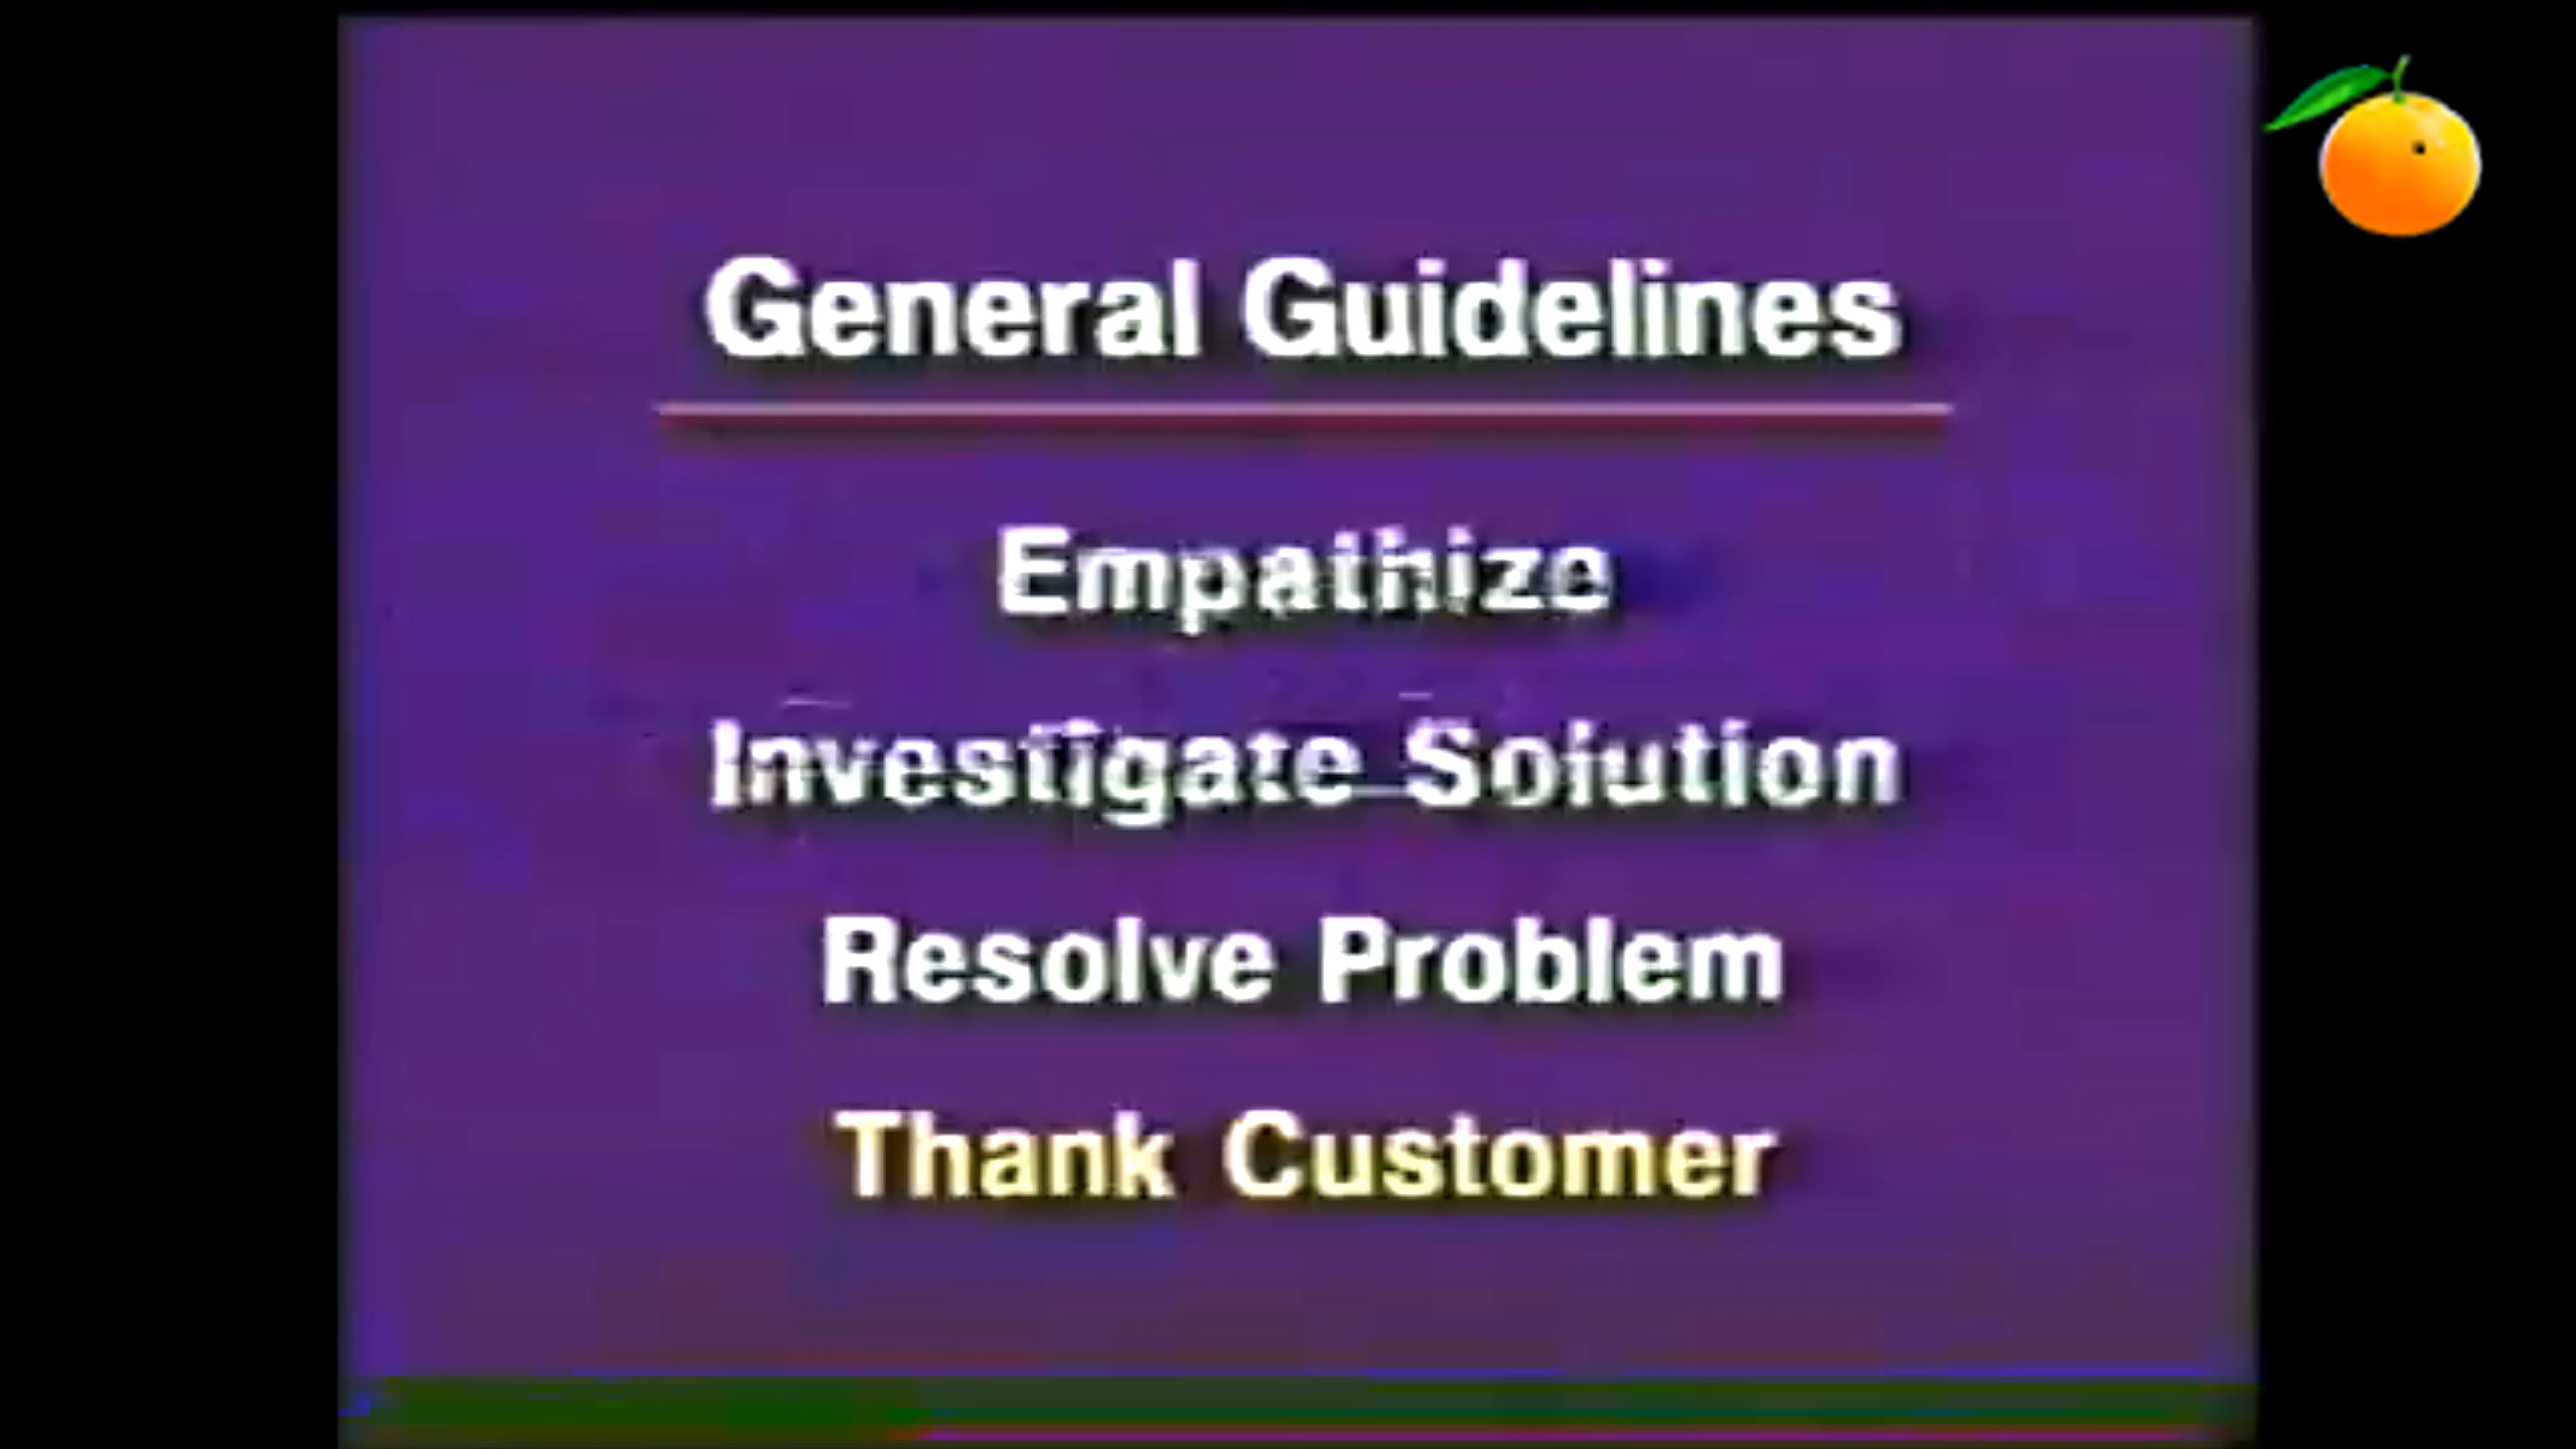 General Guidelines
Empathize
Investigate Solution
Resolve Problem
Thank Customer